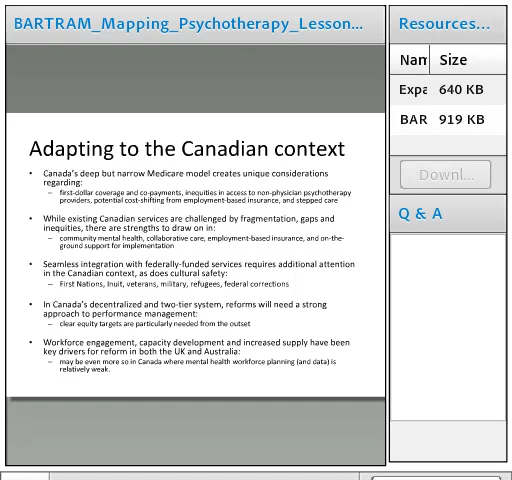 BARTRAM_Mapping_Psychotherapy_Lesson...
Adapting to the Canadian context
• Canada's deep but narrow Medicare model creates unique considerations
regarding:
– first-dollar coverage and co-payments, inequities in access to non-physician psychotherapy
providers, potential cost-shifting from employment-based insurance, and stepped care
• While existing Canadian services are challenged by fragmentation, gaps and
inequities, there are strengths to draw on in:
– community mental health, collaborative care, employment-based insurance, and on-the-
ground support for implementation
• Seamless integration with federally-funded services requires additional attention
in the Canadian context, as does cultural safety:
– First Nations, Inuit, veterans, military, refugees, federal corrections
• In Canada's decentralized and two-tier system, reforms will need a strong
approach to performance management:
– clear equity targets are particularly needed from the outset
• Workforce engagement, capacity development and increased supply have been
key drivers for reform in both the UK and Australia:
– may be even more so in Canada where mental health workforce planning (and data) is
relatively weak.
Resources...
Nam Size
Expa 640 KB
BAR 919 KB
Downl...
Q & A